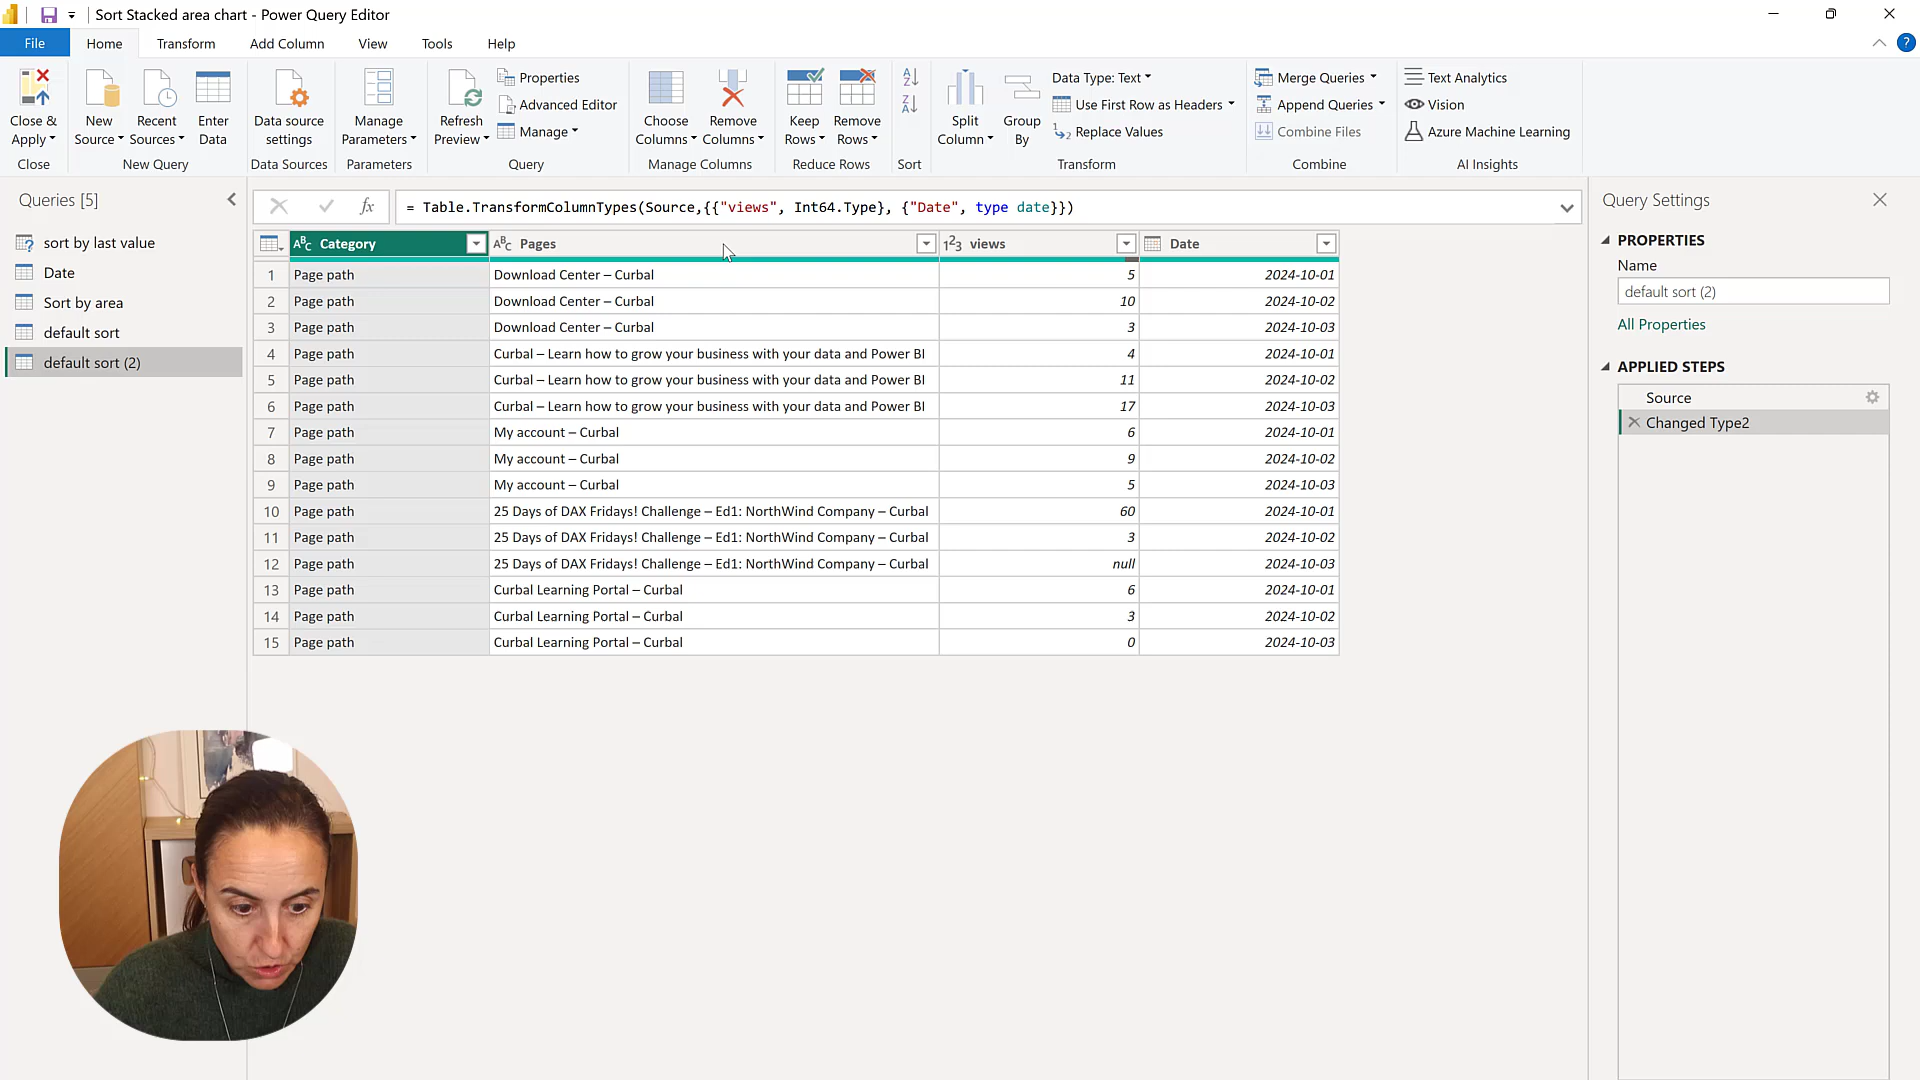 Sort Stacked area chart - Power Query Editor
File Home Transform Add Column View Tools Help
Close & Apply
Close
New Source
Recent Sources
Enter Data
New Query
Data source settings
Data Sources
Manage Parameters
Parameters
Refresh Preview
Properties
Advanced Editor
Manage
Query
Choose Columns
Remove Columns
Manage Columns
Keep Rows
Remove Rows
Reduce Rows
Sort
Split Column
Group By
Data Type: Text
Use First Row as Headers
Replace Values
Transform
Merge Queries
Append Queries
Combine Files
Combine
Text Analytics
Vision
Azure Machine Learning
AI Insights
Queries [5]
sort by last value
Date
Sort by area
default sort
default sort (2)
fx = Table.TransformColumnTypes(Source,{{"views", Int64.Type}, {"Date", type date}})
Category Pages views Date
1 Page path Download Center – Curbal 5 2024-10-01
2 Page path Download Center – Curbal 10 2024-10-02
3 Page path Download Center – Curbal 3 2024-10-03
4 Page path Curbal – Learn how to grow your business with your data and Power BI 4 2024-10-01
5 Page path Curbal – Learn how to grow your business with your data and Power BI 11 2024-10-02
6 Page path Curbal – Learn how to grow your business with your data and Power BI 17 2024-10-03
7 Page path My account – Curbal 6 2024-10-01
8 Page path My account – Curbal 9 2024-10-02
9 Page path My account – Curbal 5 2024-10-03
10 Page path 25 Days of DAX Fridays! Challenge – Ed1: NorthWind Company – Curbal 60 2024-10-01
11 Page path 25 Days of DAX Fridays! Challenge – Ed1: NorthWind Company – Curbal 3 2024-10-02
12 Page path 25 Days of DAX Fridays! Challenge – Ed1: NorthWind Company – Curbal null 2024-10-03
13 Page path Curbal Learning Portal – Curbal 6 2024-10-01
14 Page path Curbal Learning Portal – Curbal 3 2024-10-02
15 Page path Curbal Learning Portal – Curbal 0 2024-10-03
Query Settings
PROPERTIES
Name
default sort (2)
All Properties
APPLIED STEPS
Source
Changed Type2